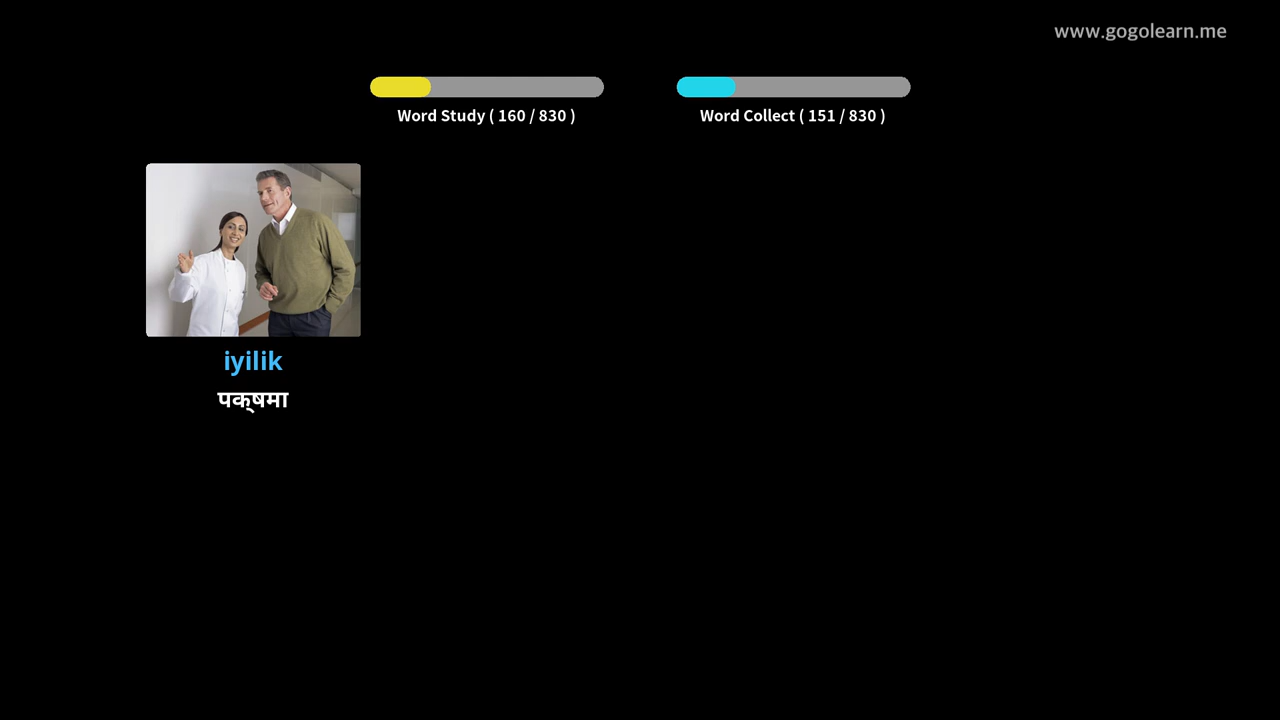 www.gogolearn.me
Word Study ( 160 / 830 )
Word Collect ( 151 / 830 )
iyilik
पक्षमा